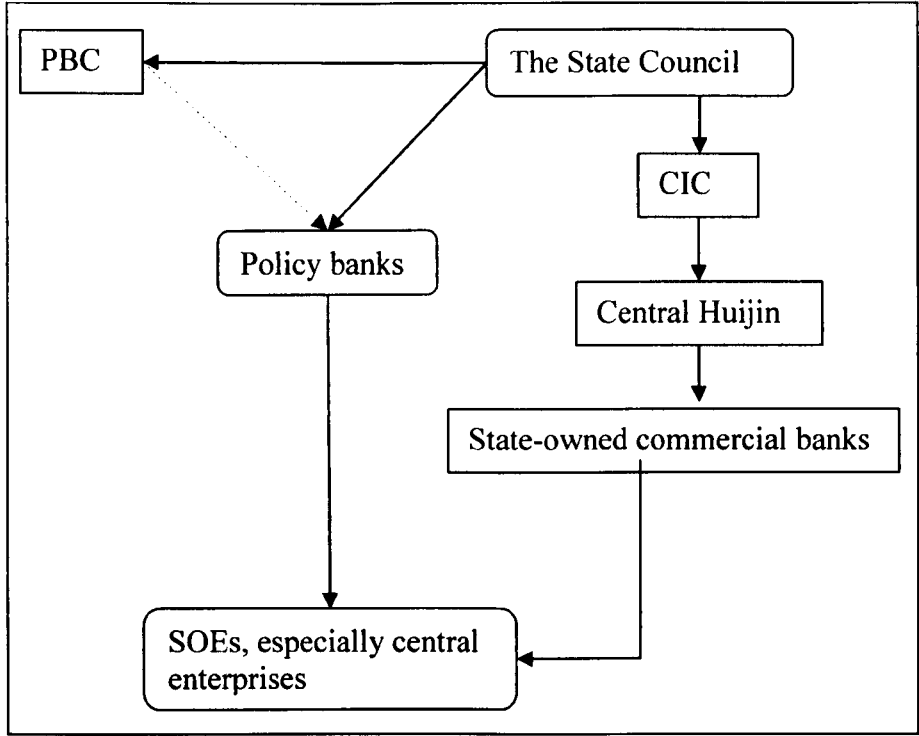 PBC
The State Council
CIC
Policy banks
Central Huijin
State-owned commercial banks
SOEs, especially central
enterprises